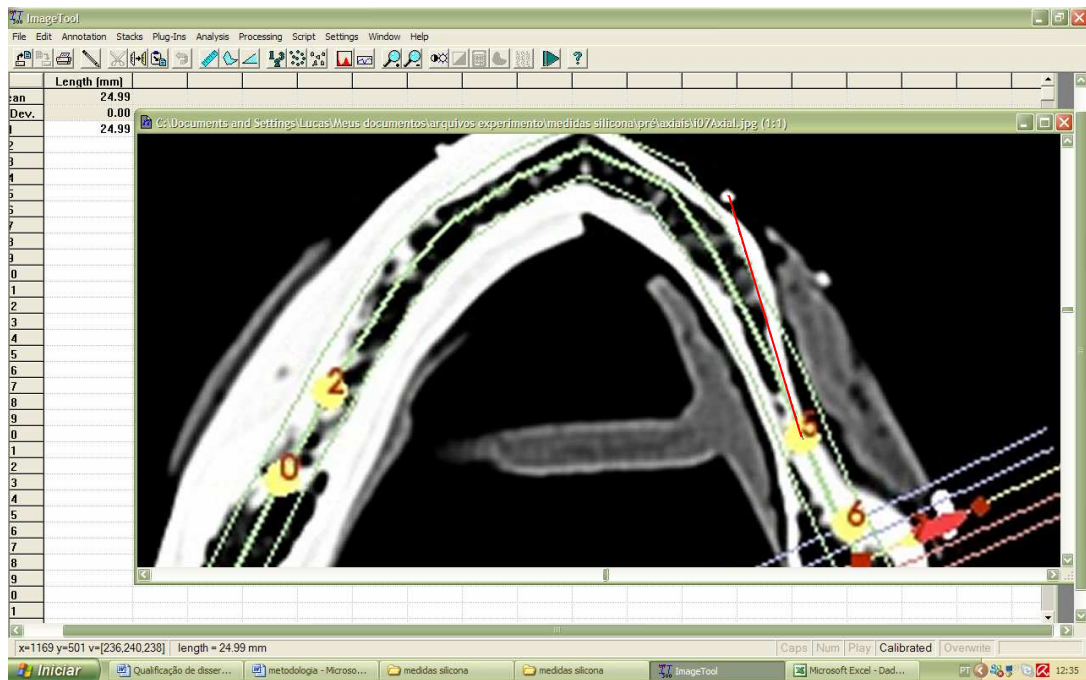 ImageTool
File Edit Annotation Stacks Plug-Ins Analysis Processing Script Settings Window Help
Length (mm)
24.99
Dev. 0.00
24.99
C:\Documents and Settings\Lucas\Meus documentos\arquivos experimento\medidas silicona\pré\axiais\i07Axial.jpg (1:1)
2
0
5
6
x=1169 y=501 v=[236,240,238] length = 24.99 mm
Caps Num Play Calibrated Overwrite
Iniciar Qualificação de disser... metodologia - Microso... medidas silicona medidas silicona ImageTool Microsoft Excel - Dad... PT 12:35